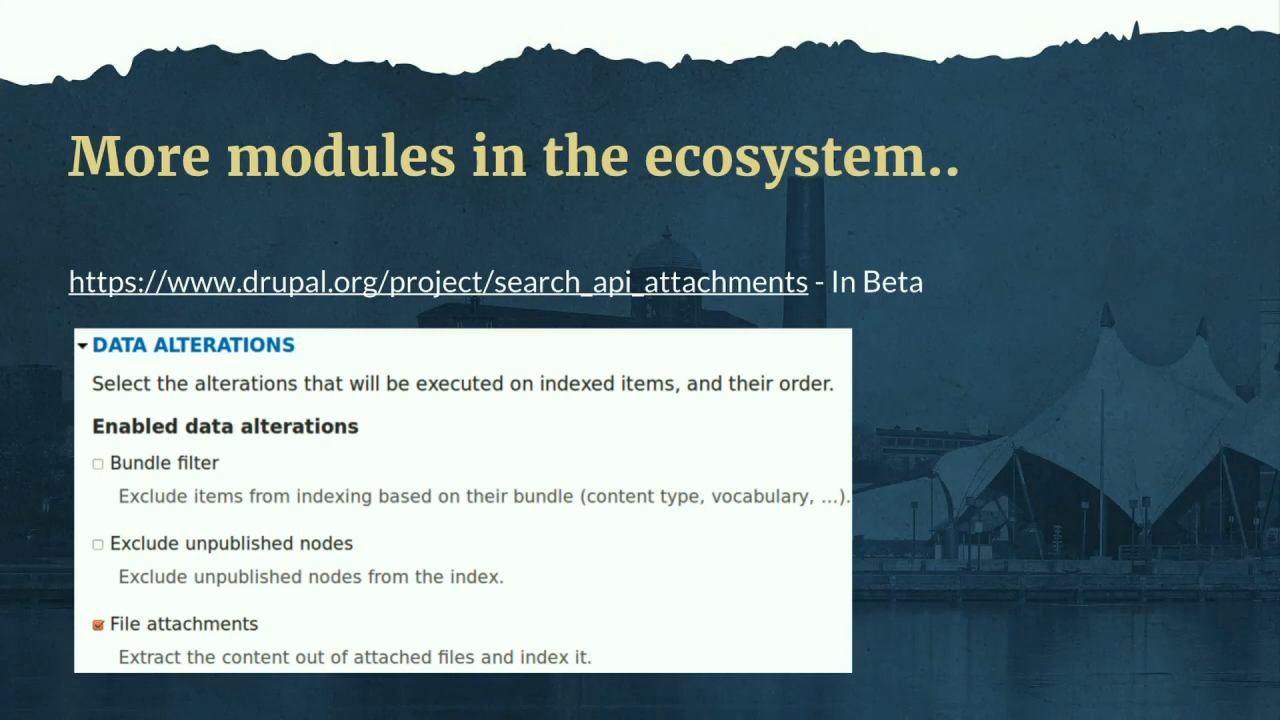 More modules in the ecosystem..
https://www.drupal.org/project/search_api_attachments - In Beta
DATA ALTERATIONS
Select the alterations that will be executed on indexed items, and their order.
Enabled data alterations
Bundle filter
Exclude items from indexing based on their bundle (content type, vocabulary, ...).
Exclude unpublished nodes
Exclude unpublished nodes from the index.
File attachments
Extract the content out of attached files and index it.